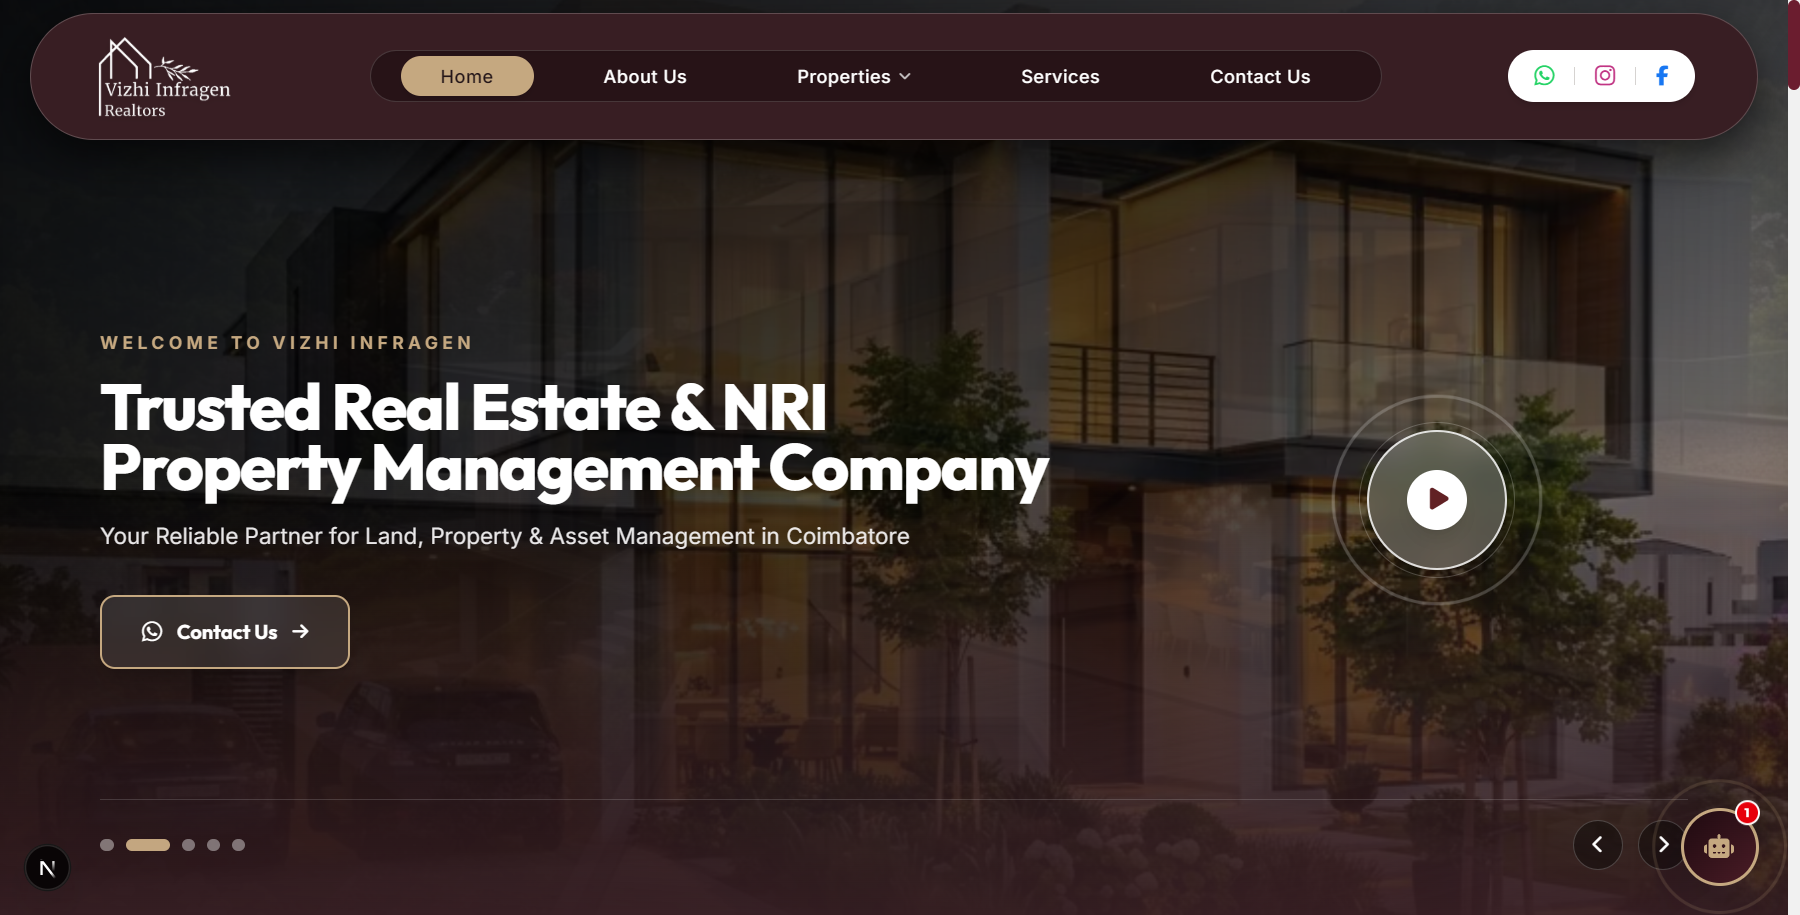 Vizhi Infragen
Realtors
Home
About Us
Properties
Services
Contact Us
WELCOME TO VIZHI INFRAGEN
Trusted Real Estate & NRI
Property Management Company
Your Reliable Partner for Land, Property & Asset Management in Coimbatore
Contact Us
1
N